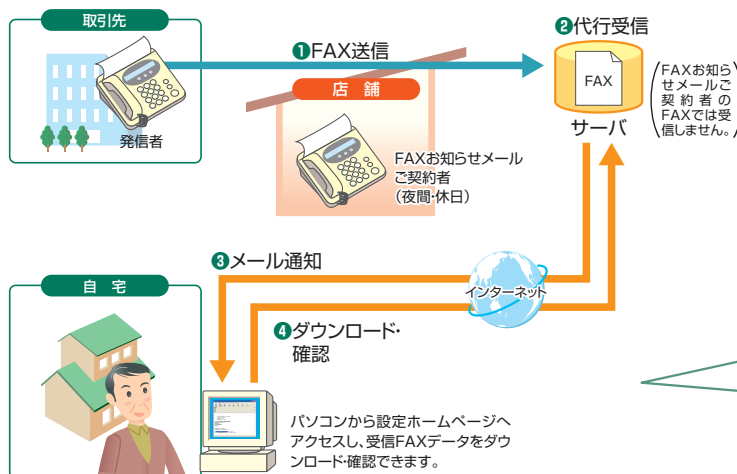 取引先
発信者
❶FAX送信
❷代行受信
FAX
サーバ
(FAXお知ら
せメールご
契約者の
FAXでは受
信しません。)
店舗
FAXお知らせメール
ご契約者
(夜間・休日)
❸メール通知
インターネット
❹ダウンロード・
確認
自宅
パソコンから設定ホームページへ
アクセスし、受信FAXデータをダウ
ンロード・確認できます。